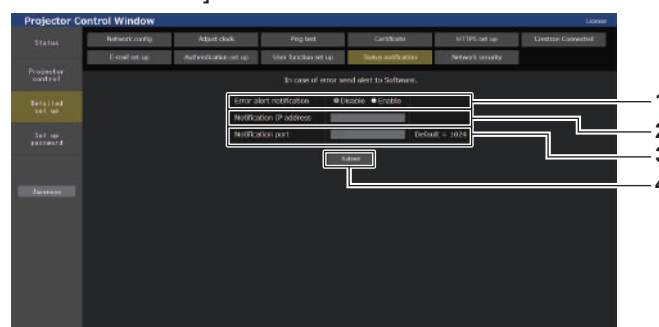 ]
Projector Control Window
License
Status
Network config
Adjust clock
Ping test
Certificate
HTTPS set up
Crestron Connected
E-mail set up
Authentication set up
User function set up
Status notification
Network security
Projector
control
In case of error send alert to Software.
Detailed
set up
Error alert notification
Disable
Enable
1
Notification IP address
2
Set up
password
Notification port
Default = 1024
3
Submit
4
Japanese